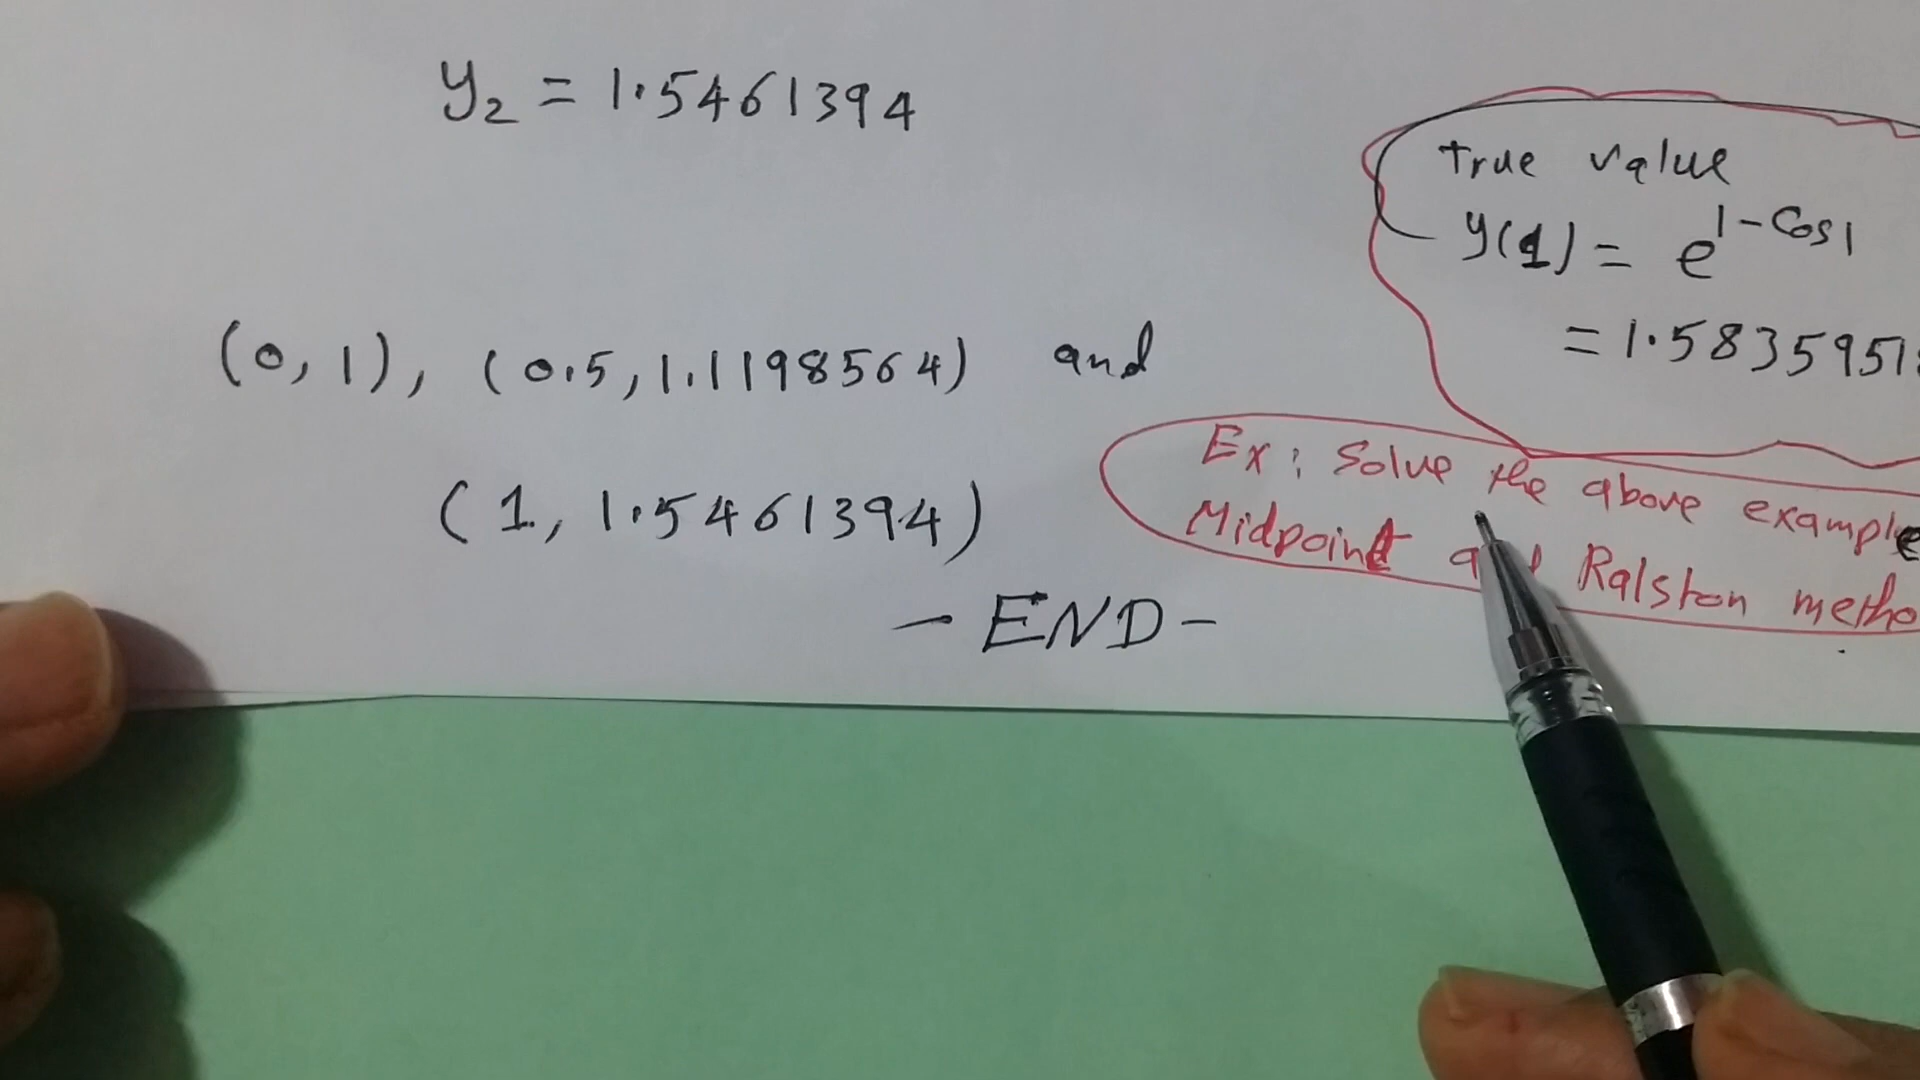 y₂ = 1.5461394
(0, 1), (0.5, 1.1198564) and
(1, 1.5461394)
- END -
True value
y(1) = e^{1-Cos1}
= 1.5835951
Ex: Solve the above example
Midpoint Ralston metho